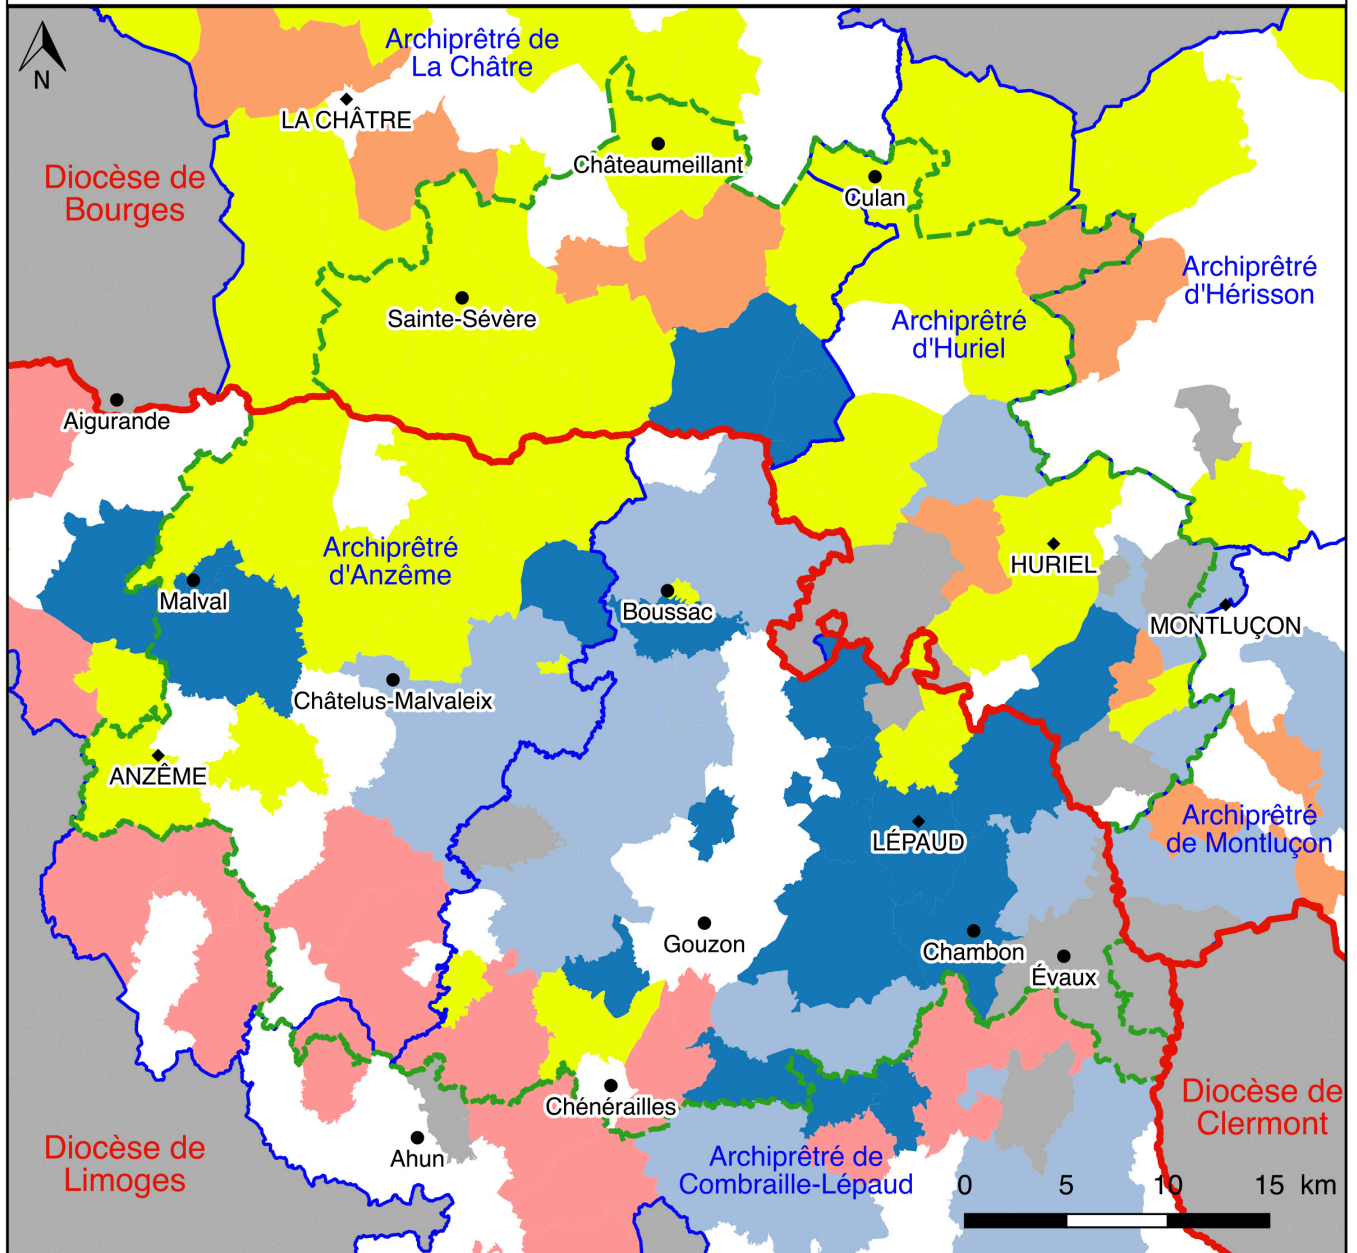 N
Archiprêtré de
La Châtre
LA CHÂTRE
Châteaumeillant
Culan
Diocèse de
Bourges
Archiprêtré
d'Hérisson
Sainte-Sévère
Archiprêtré
d'Huriel
Aigurande
Archiprêtré
d'Anzême
HURIEL
Malval
Boussac
MONTLUÇON
Châtelus-Malvaleix
ANZÊME
LÉPAUD
Archiprêtré
de Montluçon
Gouzon
Chambon
Évaux
Chénérailles
Diocèse de
Clermont
Ahun
Diocèse de
Limoges
Archiprêtré de
Combraille-Lépaud
0 5 10 15 km